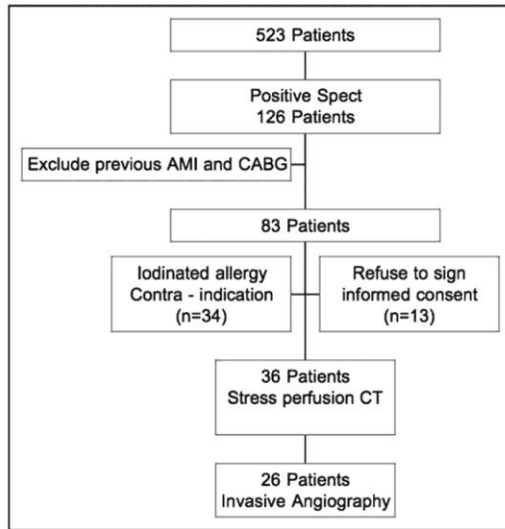 523 Patients
Positive Spect
126 Patients
Exclude previous AMI and CABG
83 Patients
Iodinated allergy
Contra - indication
(n=34)
Refuse to sign
informed consent
(n=13)
36 Patients
Stress perfusion CT
26 Patients
Invasive Angiography